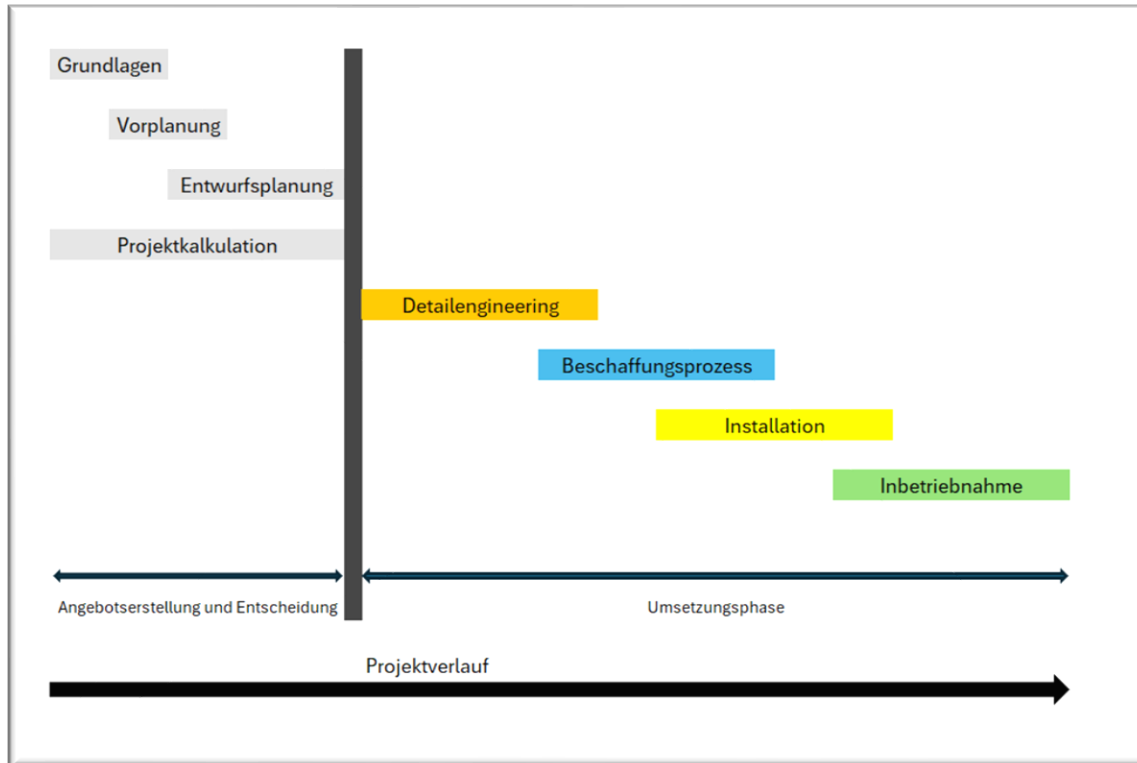 Grundlagen
Vorplanung
Entwurfsplanung
Projektkalkulation
Detailengineering
Beschaffungsprozess
Installation
Inbetriebnahme
Angebotserstellung und Entscheidung
Umsetzungsphase
Projektverlauf